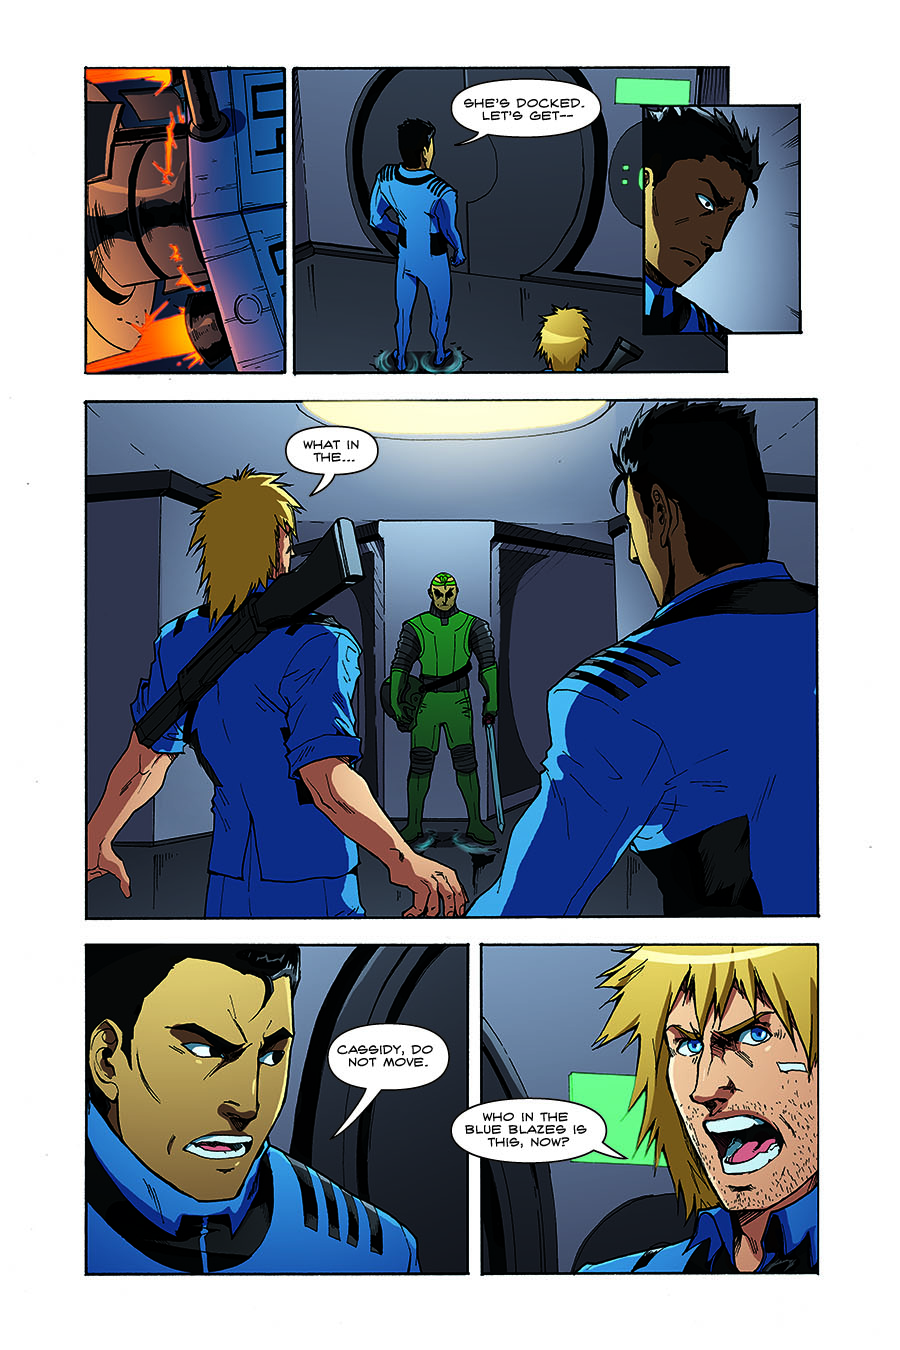 SHE'S DOCKED.
LET'S GET--
WHAT IN
THE...
CASSIDY, DO
NOT MOVE.
WHO IN THE
BLUE BLAZES IS
THIS, NOW?